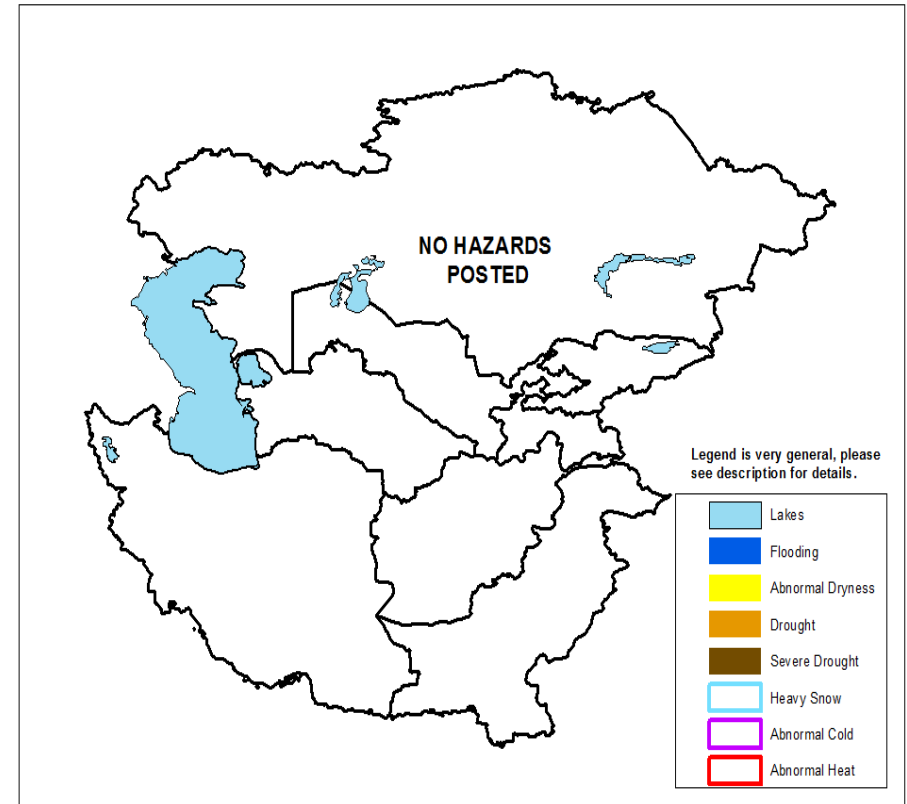 NO HAZARDS
POSTED
Legend is very general, please
see description for details.
Lakes
Flooding
Abnormal Dryness
Drought
Severe Drought
Heavy Snow
Abnormal Cold
Abnormal Heat